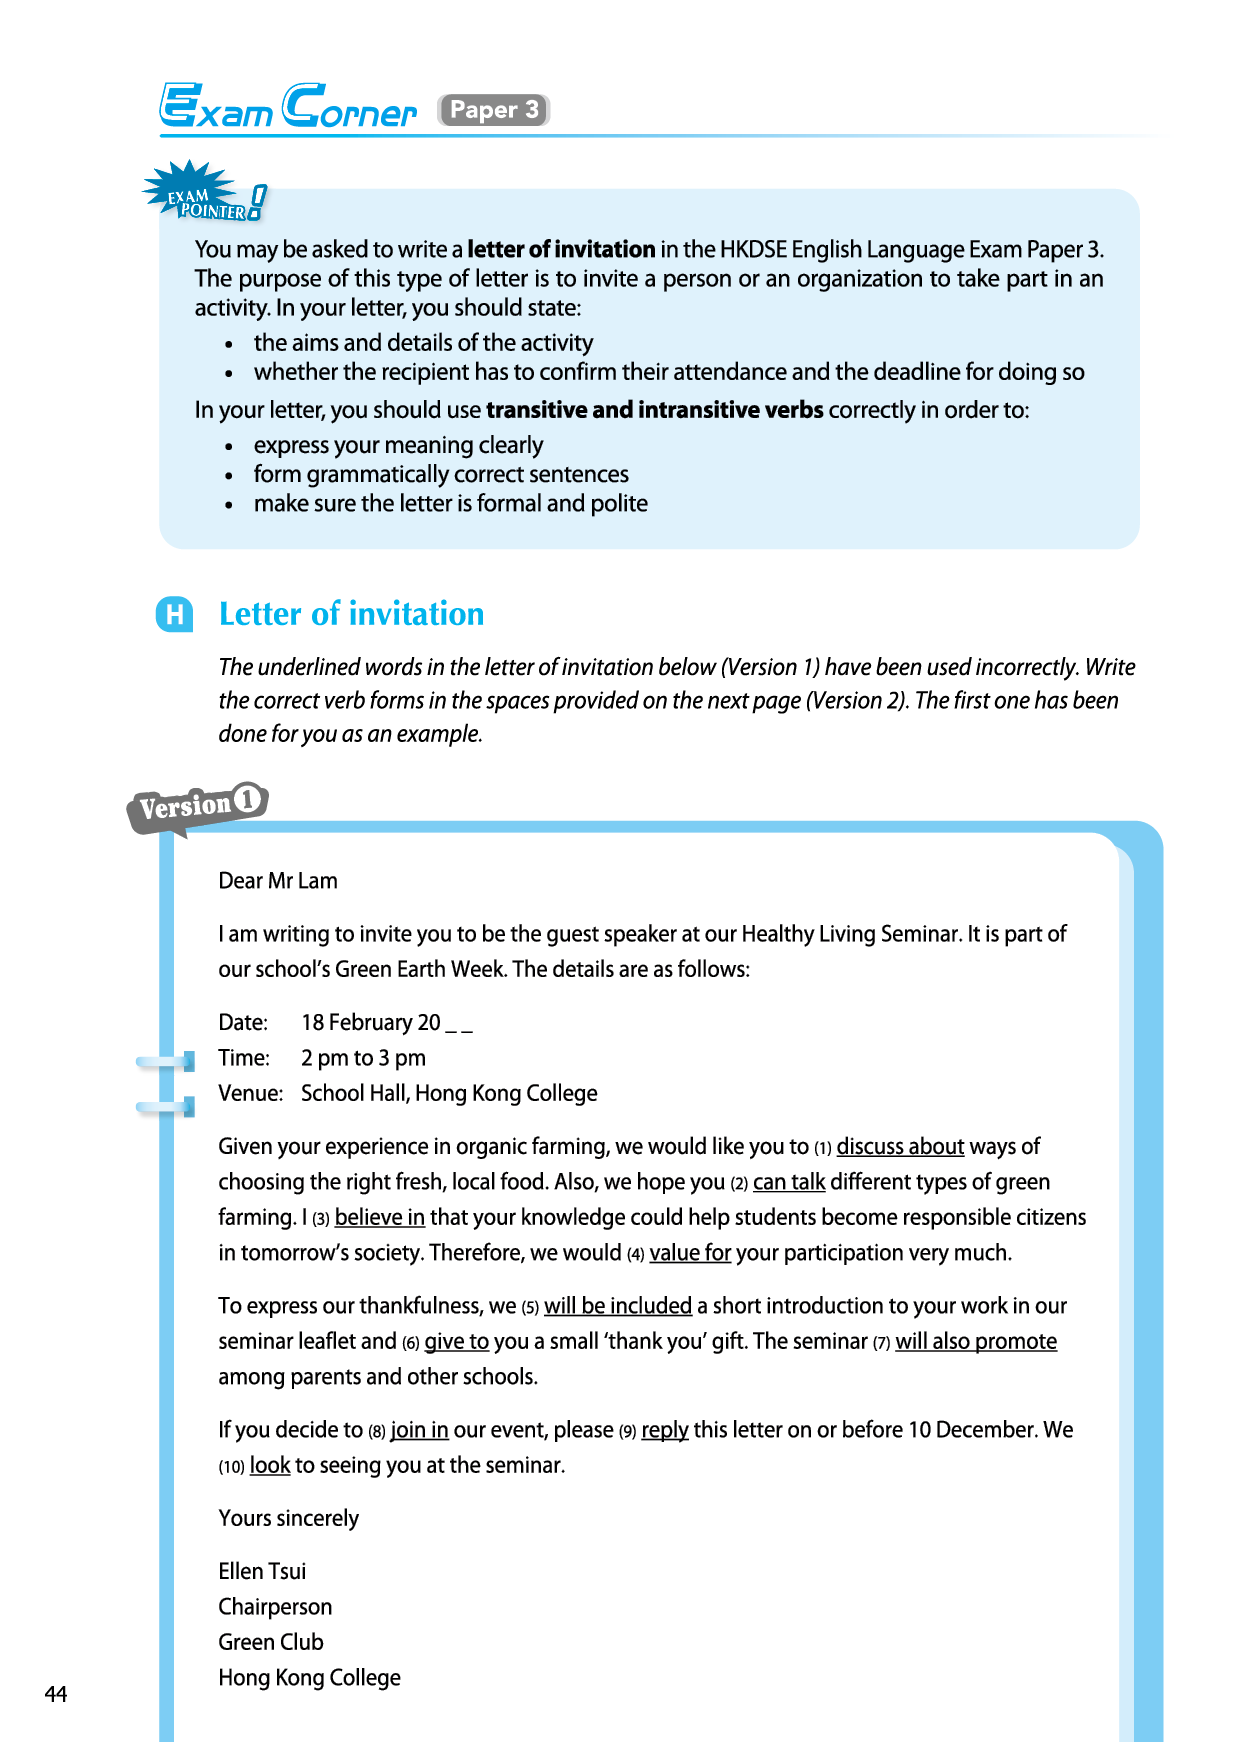 Exam Corner Paper 3
EXAM
POINTER!
You may be asked to write a letter of invitation in the HKDSE English Language Exam Paper 3.
The purpose of this type of letter is to invite a person or an organization to take part in an
activity. In your letter, you should state:
• the aims and details of the activity
• whether the recipient has to confirm their attendance and the deadline for doing so
In your letter, you should use transitive and intransitive verbs correctly in order to:
• express your meaning clearly
• form grammatically correct sentences
• make sure the letter is formal and polite
H Letter of invitation
The underlined words in the letter of invitation below (Version 1) have been used incorrectly. Write
the correct verb forms in the spaces provided on the next page (Version 2). The first one has been
done for you as an example.
Version 1
Dear Mr Lam
I am writing to invite you to be the guest speaker at our Healthy Living Seminar. It is part of
our school's Green Earth Week. The details are as follows:
Date: 18 February 20 _ _
Time: 2 pm to 3 pm
Venue: School Hall, Hong Kong College
Given your experience in organic farming, we would like you to (1) discuss about ways of
choosing the right fresh, local food. Also, we hope you (2) can talk different types of green
farming. I (3) believe in that your knowledge could help students become responsible citizens
in tomorrow's society. Therefore, we would (4) value for your participation very much.
To express our thankfulness, we (5) will be included a short introduction to your work in our
seminar leaflet and (6) give to you a small 'thank you' gift. The seminar (7) will also promote
among parents and other schools.
If you decide to (8) join in our event, please (9) reply this letter on or before 10 December. We
(10) look to seeing you at the seminar.
Yours sincerely
Ellen Tsui
Chairperson
Green Club
Hong Kong College
44